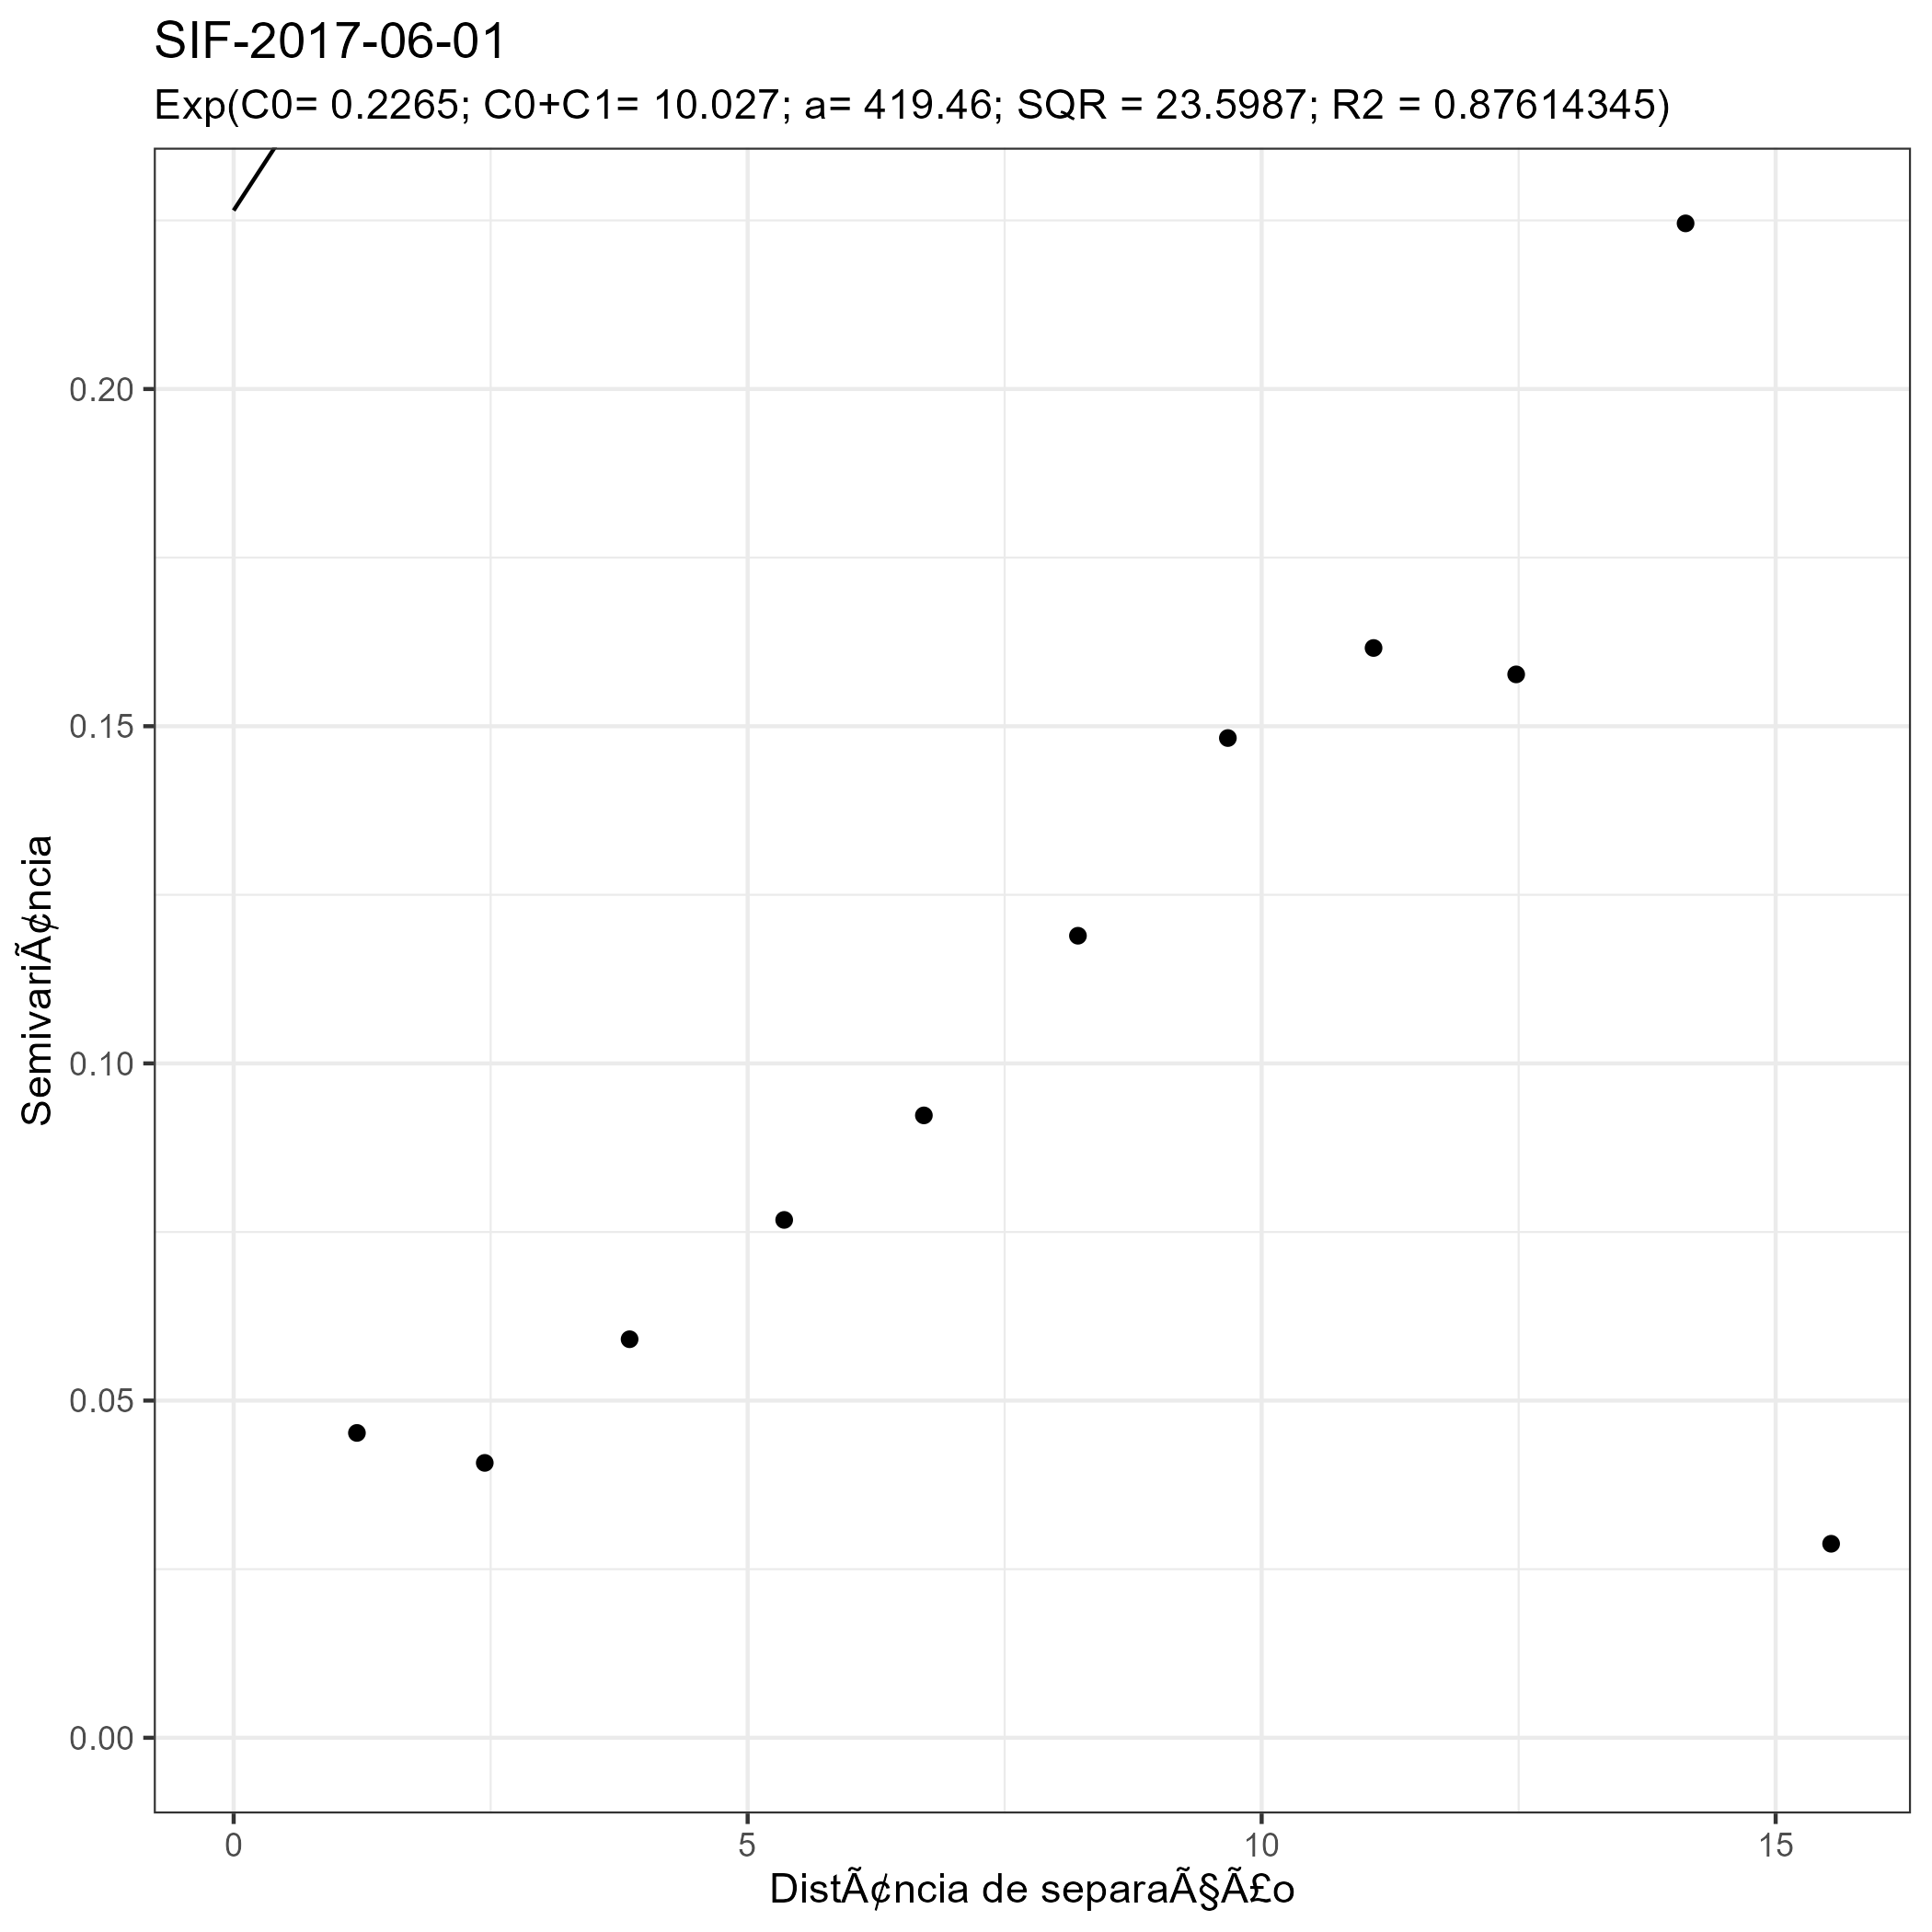 SIF-2017-06-01
Exp(C0= 0.2265; C0+C1= 10.027; a= 419.46; SQR = 23.5987; R2 = 0.87614345)
SemivariÃ¢ncia
0.20
0.15
0.10
0.05
0.00
0 5 10 15
DistÃ¢ncia de separaÃ§Ã£o